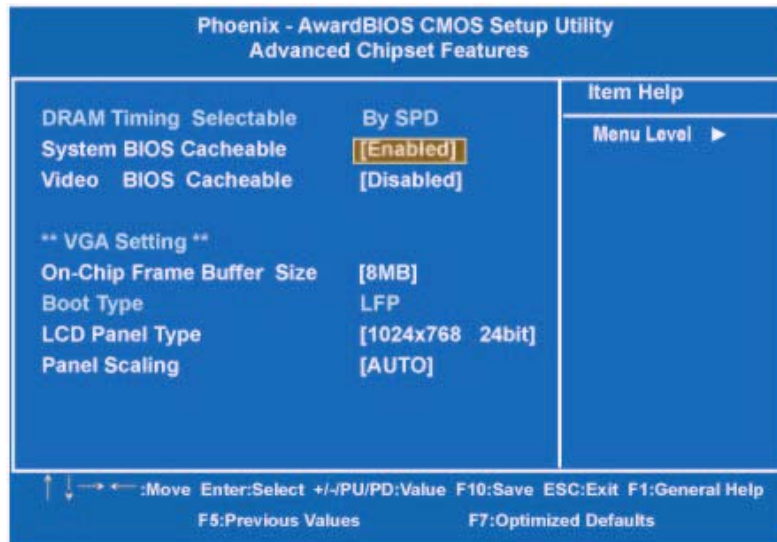 Phoenix - AwardBIOS CMOS Setup Utility
Advanced Chipset Features
DRAM Timing Selectable By SPD
System BIOS Cacheable [Enabled]
Video BIOS Cacheable [Disabled]
** VGA Setting **
On-Chip Frame Buffer Size [8MB]
Boot Type LFP
LCD Panel Type [1024x768 24bit]
Panel Scaling [AUTO]
Item Help
Menu Level ►
↑ ↓ → ← :Move Enter:Select +/-/PU/PD:Value F10:Save ESC:Exit F1:General Help
F5:Previous Values F7:Optimized Defaults